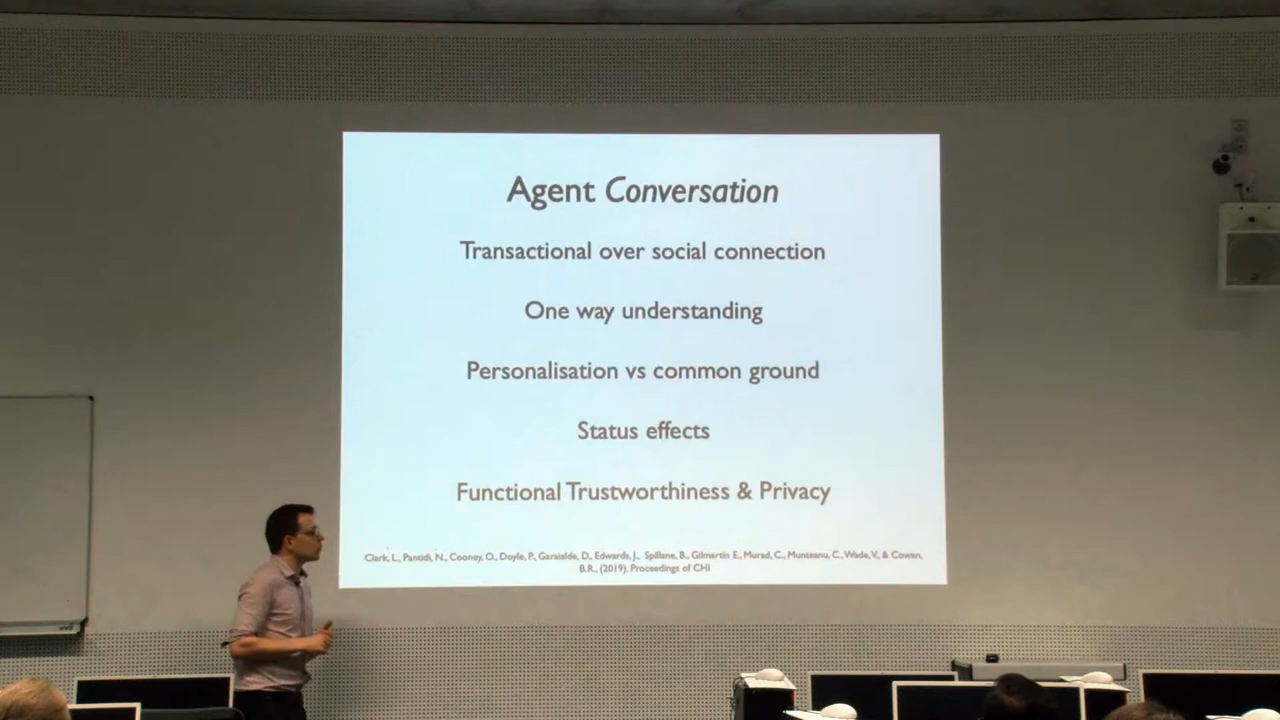 Agent Conversation
Transactional over social connection
One way understanding
Personalisation vs common ground
Status effects
Functional Trustworthiness & Privacy
Clark, L., Pantidi, N., Cooney, O., Doyle, P., Garaialde, D., Edwards, J., Spillane, B., Gilmartin E., Murad, C., Munteanu, C., Wade, V., & Cowan,
B.R., (2019). Proceedings of CHI